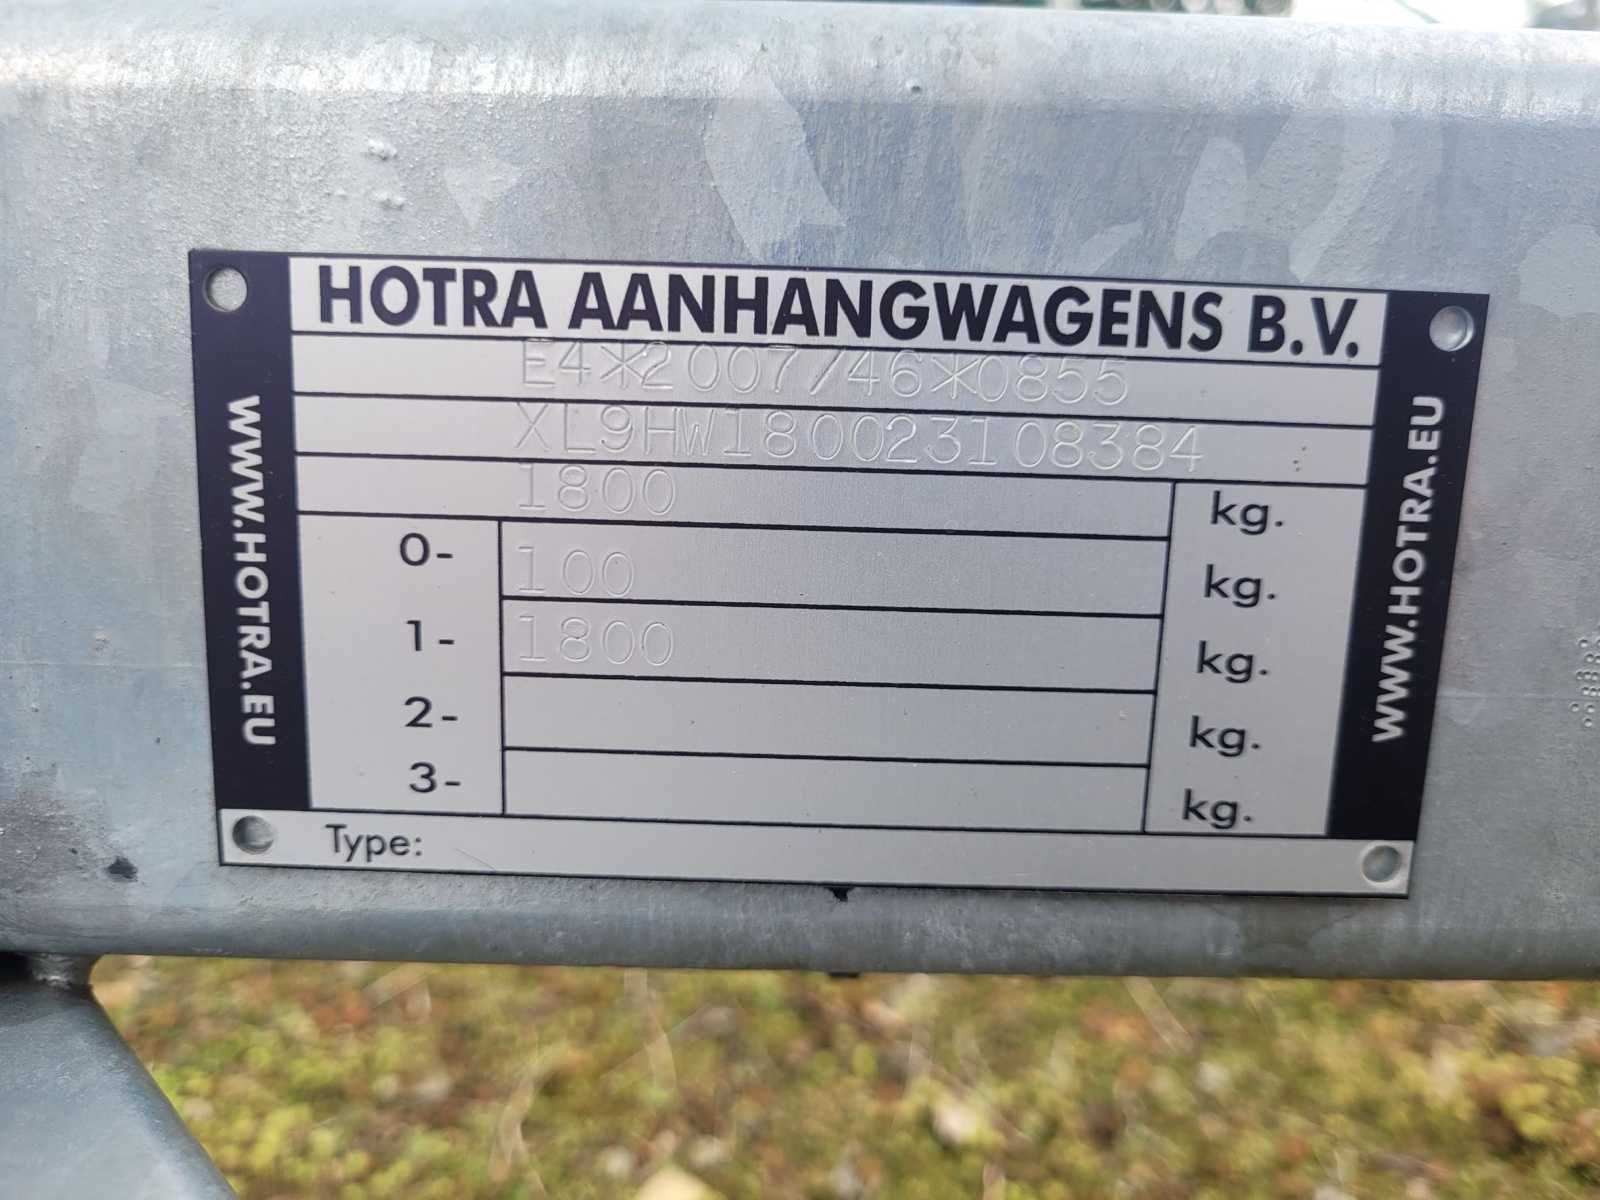 HOTRA AANHANGWAGENS B.V.
E4*2007/46*0855
XL9HW180023108384
1800 kg.
0- 100 kg.
1- 1800 kg.
2- kg.
3- kg.
Type:
WWW.HOTRA.EU
WWW.HOTRA.EU